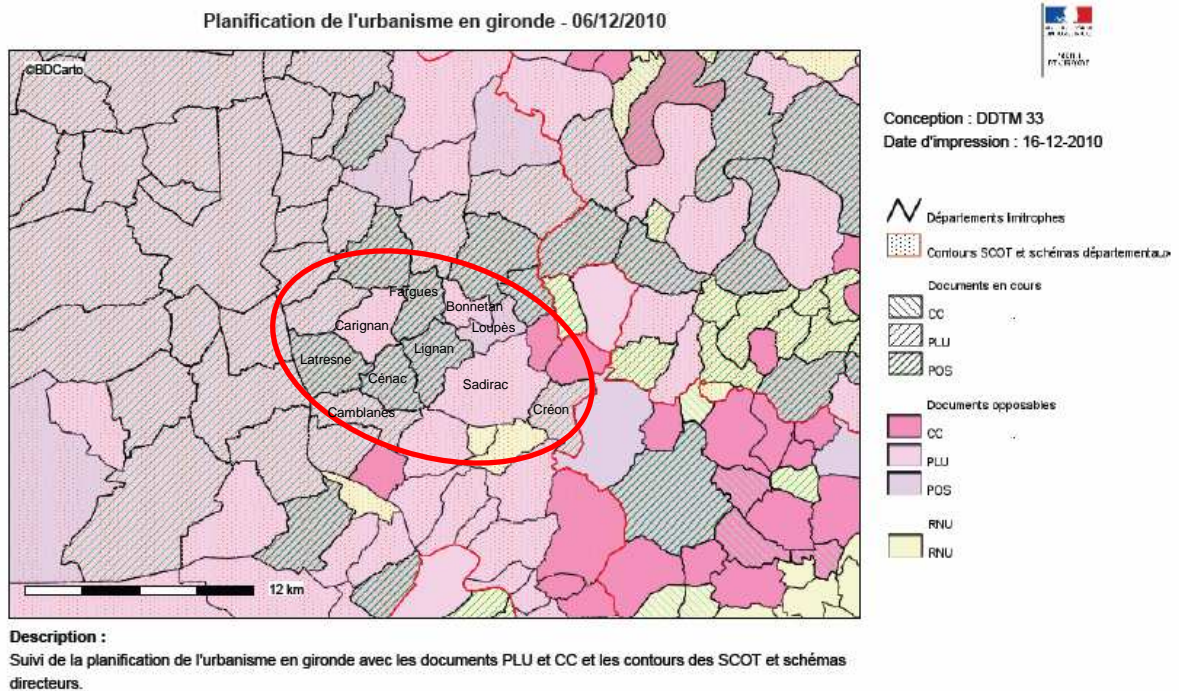 Planification de l'urbanisme en gironde - 06/12/2010
©BDCarto
Fargues
Bonnetan
Carignan
Loupès
Latresne
Lignan
Cénac
Sadirac
Camblanes
Créon
12 km
Conception : DDTM 33
Date d'impression : 16-12-2010
Départements limitrophes
Contours SCOT et schémas départementaux
Documents en cours
CC
PLU
POS
Documents opposables
CC
PLU
POS
RNU
RNU
Description :
Suivi de la planification de l'urbanisme en gironde avec les documents PLU et CC et les contours des SCOT et schémas
directeurs.